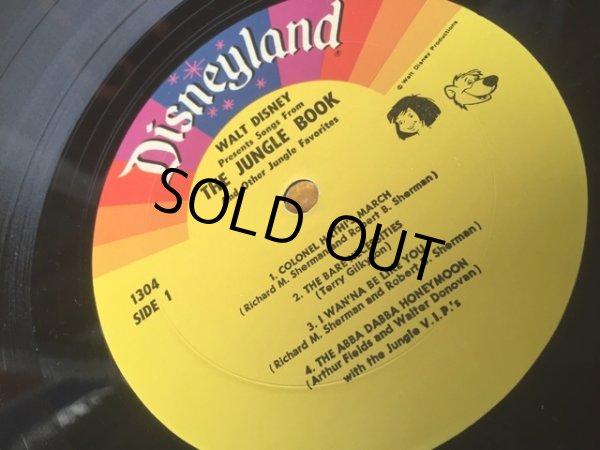 Disneyland
®
© Walt Disney Productions
WALT DISNEY
Presents Songs From
THE JUNGLE BOOK
and Other Jungle Favorites
SOLD OUT
1304
SIDE 1
1. COLONEL HATHI'S MARCH
(Richard M. Sherman and Robert B. Sherman)
2. THE BARE NECESSITIES
(Terry Gilkyson)
3. I WAN'NA BE LIKE YOU
(Richard M. Sherman and Robert B. Sherman)
4. THE ABBA DABBA HONEYMOON
(Arthur Fields and Walter Donovan)
with the Jungle V.I.P.'s